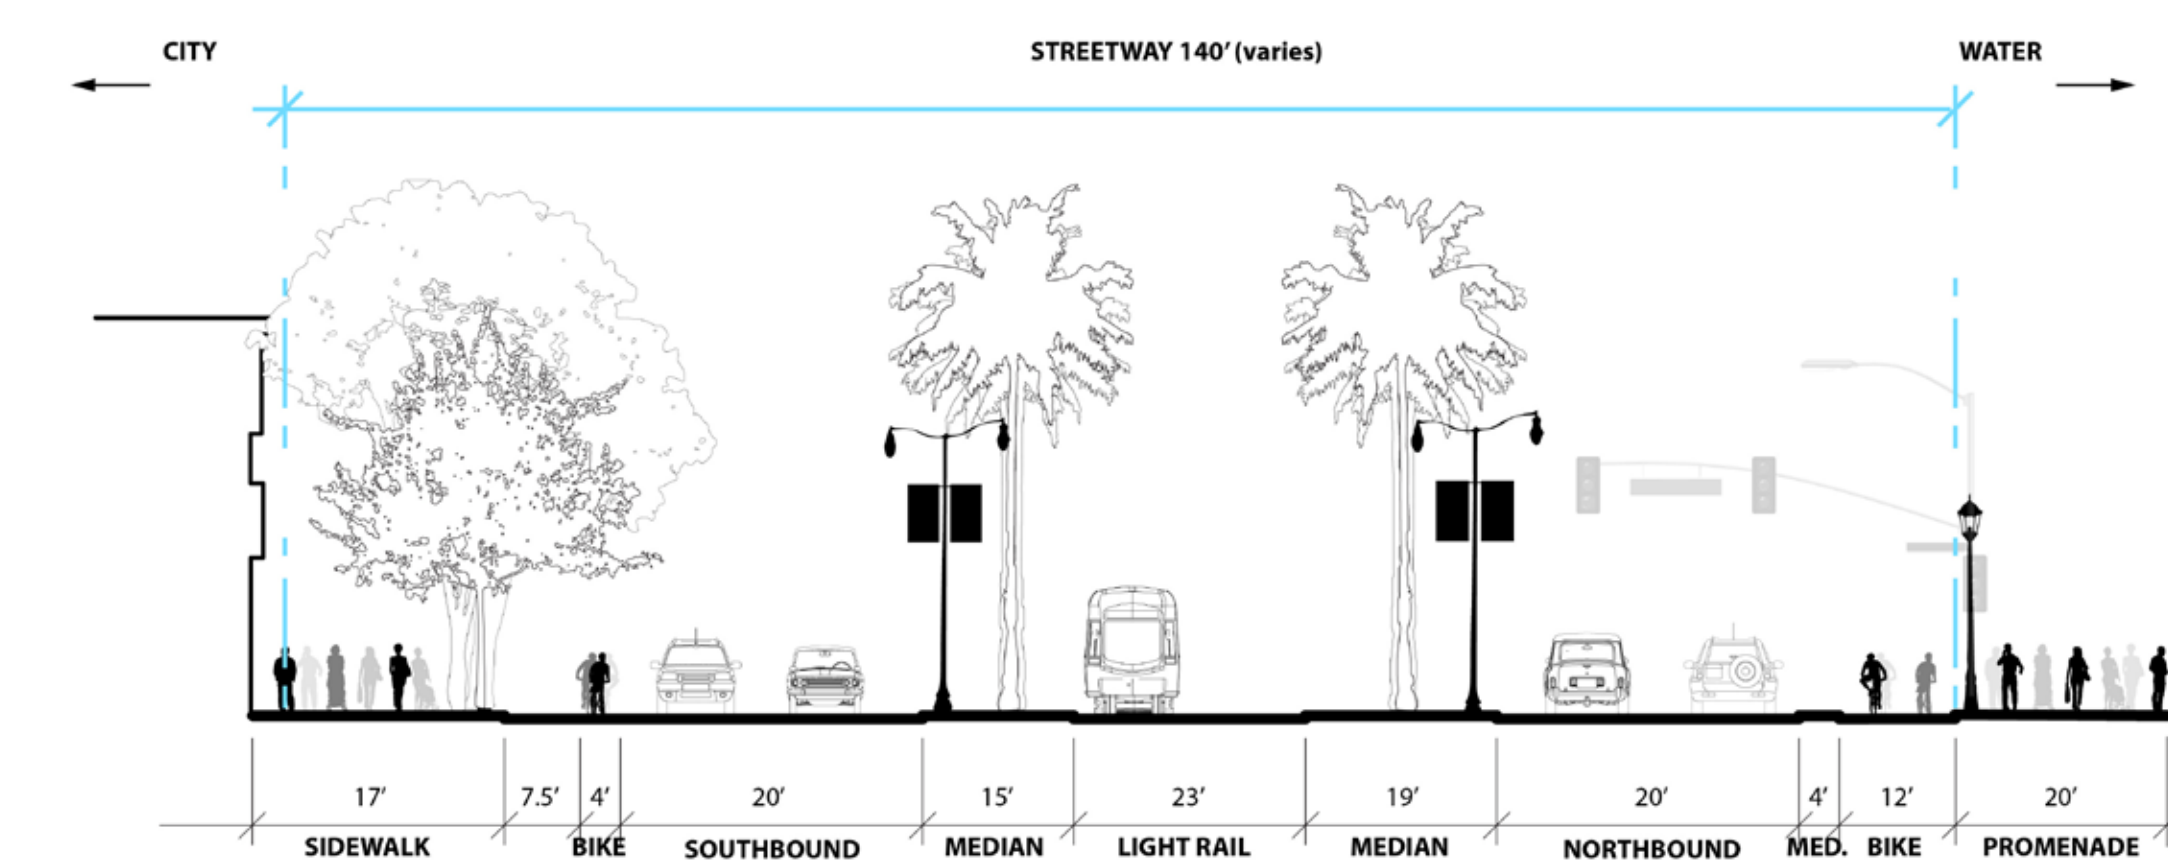 CITY STREETWAY 140’ (varies) WATER
17’ 7.5’ 4’ 20’ 15’ 23’ 19’ 20’ 4’ 12’ 20’
SIDEWALK BIKE SOUTHBOUND MEDIAN LIGHT RAIL MEDIAN NORTHBOUND MED. BIKE PROMENADE